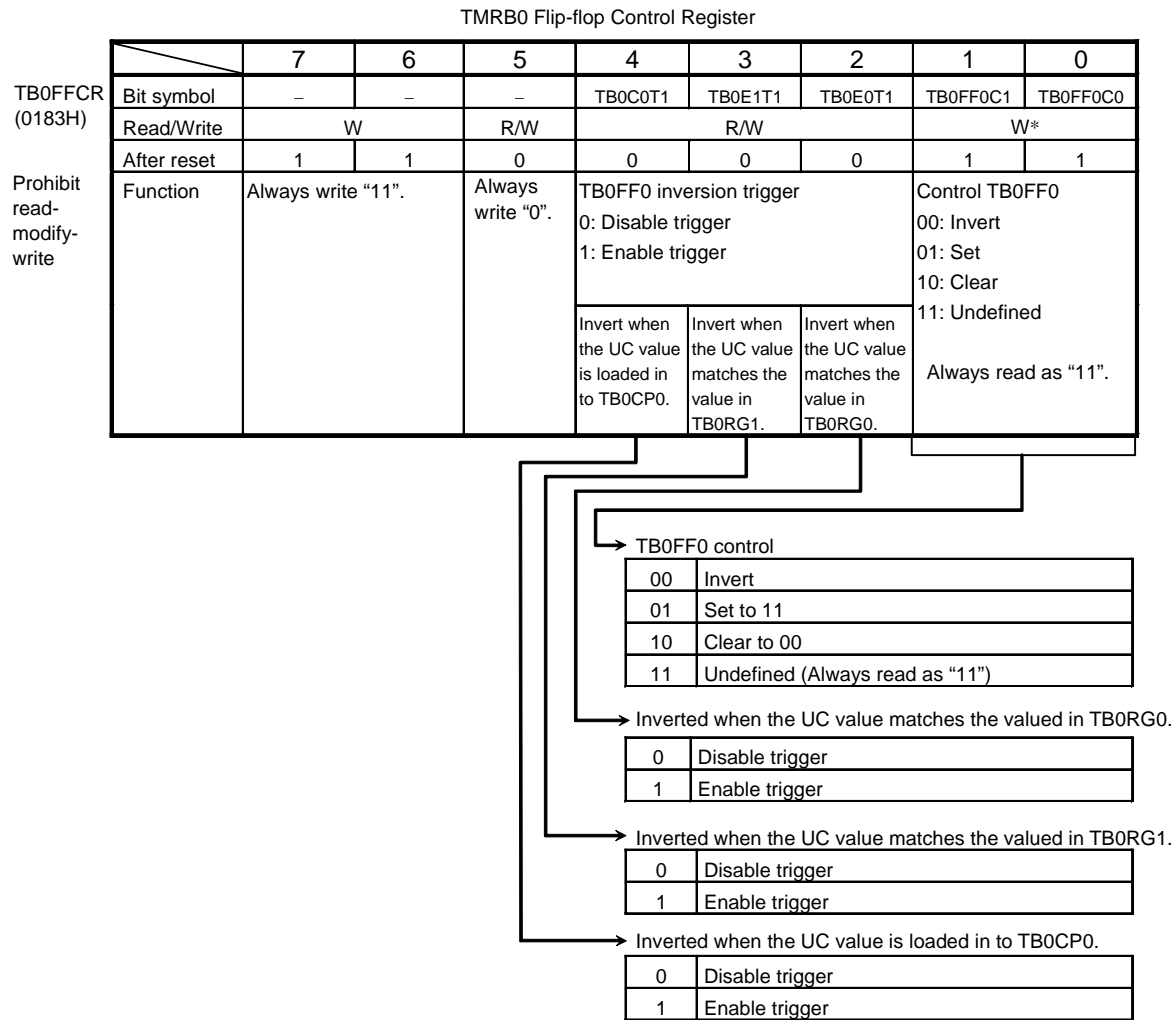 TMRB0 Flip-flop Control Register
7 6 5 4 3 2 1 0
TB0FFCR
(0183H)
Bit symbol − − − TB0C0T1 TB0E1T1 TB0E0T1 TB0FF0C1 TB0FF0C0
Read/Write W R/W R/W W*
After reset 1 1 0 0 0 0 1 1
Prohibit
read-
modify-
write
Function
Always write “11”.
Always
write “0”.
TB0FF0 inversion trigger
0: Disable trigger
1: Enable trigger
Invert when
the UC value
is loaded in
to TB0CP0.
Invert when
the UC value
matches the
value in
TB0RG1.
Invert when
the UC value
matches the
value in
TB0RG0.
Control TB0FF0
00: Invert
01: Set
10: Clear
11: Undefined
Always read as “11”.
TB0FF0 control
00 Invert
01 Set to 11
10 Clear to 00
11 Undefined (Always read as “11”)
Inverted when the UC value matches the valued in TB0RG0.
0 Disable trigger
1 Enable trigger
Inverted when the UC value matches the valued in TB0RG1.
0 Disable trigger
1 Enable trigger
Inverted when the UC value is loaded in to TB0CP0.
0 Disable trigger
1 Enable trigger